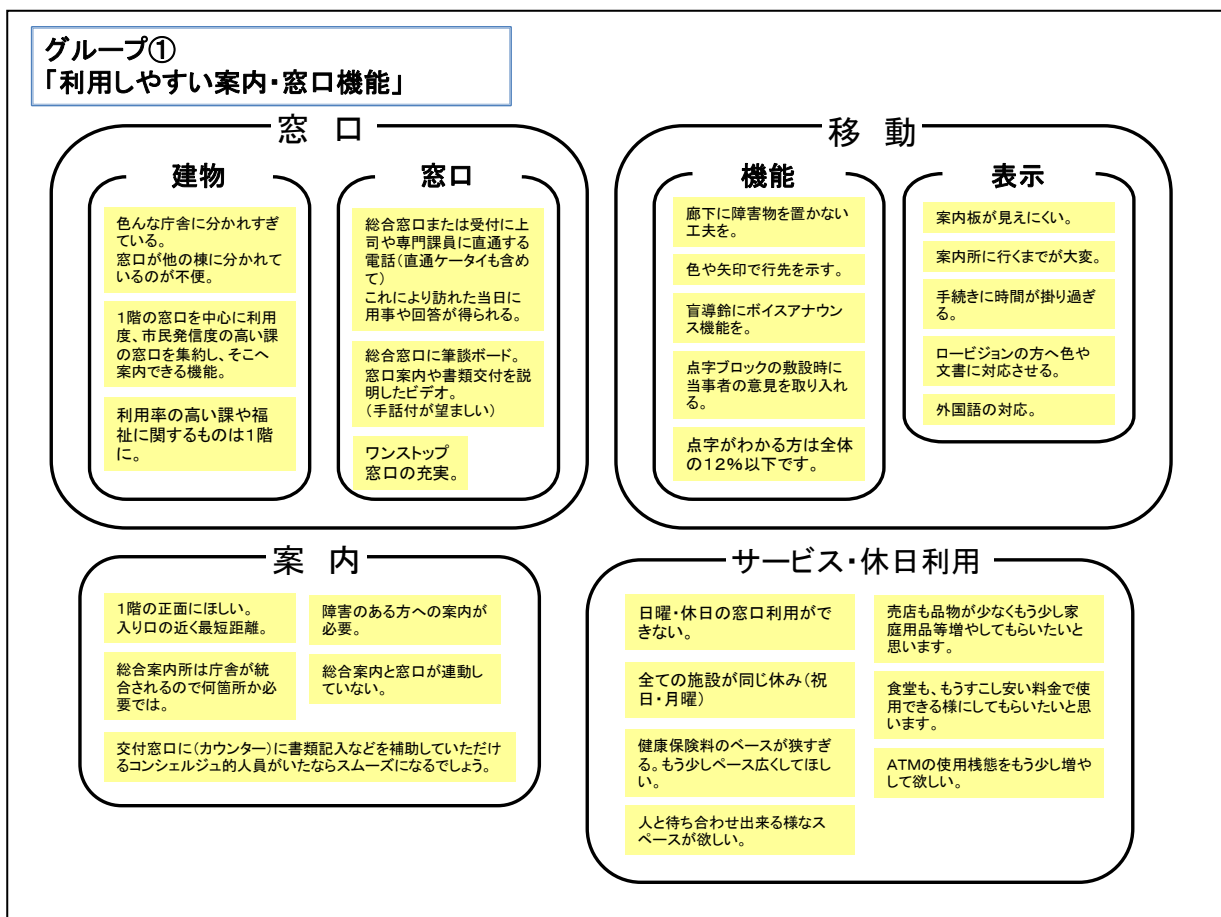 グループ①
「利用しやすい案内・窓口機能」
窓 口
建物
色んな庁舎に分かれすぎ
ている。
窓口が他の棟に分かれて
いるのが不便。
1階の窓口を中心に利用
度、市民発信度の高い課
の窓口を集約し、そこへ
案内できる機能。
利用率の高い課や福
祉に関するものは1階
に。
窓口
総合窓口または受付に上
司や専門課員に直通する
電話(直通ケータイも含め
て)
これにより訪れた当日に
用事や回答が得られる。
総合窓口に筆談ボード。
窓口案内や書類交付を説
明したビデオ。
(手話付が望ましい)
ワンストップ
窓口の充実。
移 動
機能
廊下に障害物を置かない
工夫を。
色や矢印で行先を示す。
盲導鈴にボイスアナウン
ス機能を。
点字ブロックの敷設時に
当事者の意見を取り入れ
る。
点字がわかる方は全体
の12%以下です。
表示
案内板が見えにくい。
案内所に行くまでが大変。
手続きに時間が掛り過ぎ
る。
ロービジョンの方へ色や
文書に対応させる。
外国語の対応。
案 内
1階の正面にほしい。
入り口の近く最短距離。
障害のある方への案内が
必要。
総合案内所は庁舎が統
合されるので何箇所か必
要では。
総合案内と窓口が連動し
ていない。
交付窓口に(カウンター)に書類記入などを補助していただけ
るコンシェルジュ的人員がいたならスムーズになるでしょう。
サービス・休日利用
日曜・休日の窓口利用がで
きない。
全ての施設が同じ休み(祝
日・月曜)
健康保険料のベースが狭すぎ
る。もう少しペース広くしてほし
い。
人と待ち合わせ出来る様なス
ペースが欲しい。
売店も品物が少なくもう少し家
庭用品等増やしてもらいたいと
思います。
食堂も、もうすこし安い料金で使
用できる様にしてもらいたいと思
います。
ATMの使用桟態をもう少し増や
して欲しい。